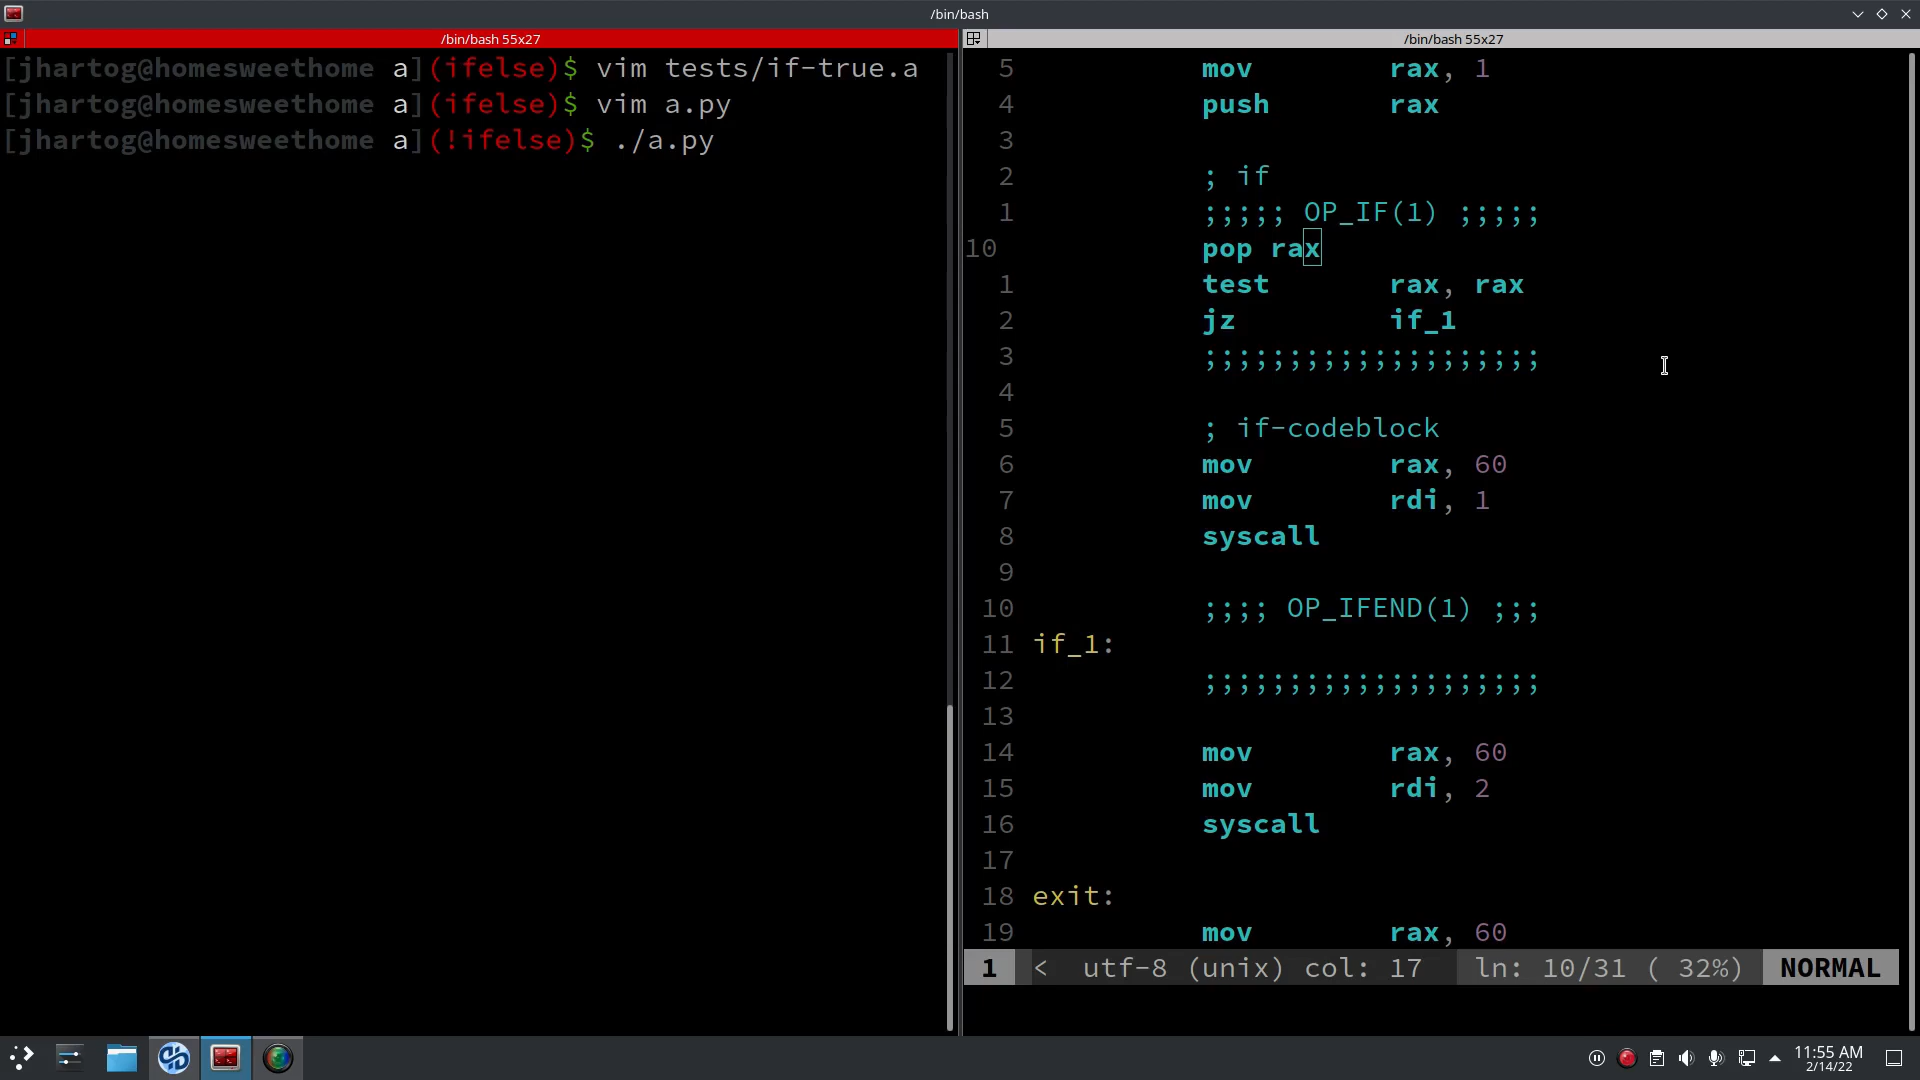 /bin/bash
/bin/bash 55x27
[jhartog@homesweethome a](ifelse)$ vim tests/if-true.a
[jhartog@homesweethome a](ifelse)$ vim a.py
[jhartog@homesweethome a](!ifelse)$ ./a.py
/bin/bash 55x27
5 mov rax, 1
4 push rax
3
2 ; if
1 ;;;;; OP_IF(1) ;;;;;
10 pop rax
1 test rax, rax
2 jz if_1
3 ;;;;;;;;;;;;;;;;;;;;
4
5 ; if-codeblock
6 mov rax, 60
7 mov rdi, 1
8 syscall
9
10 ;;;; OP_IFEND(1) ;;;
11 if_1:
12 ;;;;;;;;;;;;;;;;;;;;
13
14 mov rax, 60
15 mov rdi, 2
16 syscall
17
18 exit:
19 mov rax, 60
1 < utf-8 (unix) col: 17 ln: 10/31 ( 32%) NORMAL
11:55 AM
2/14/22